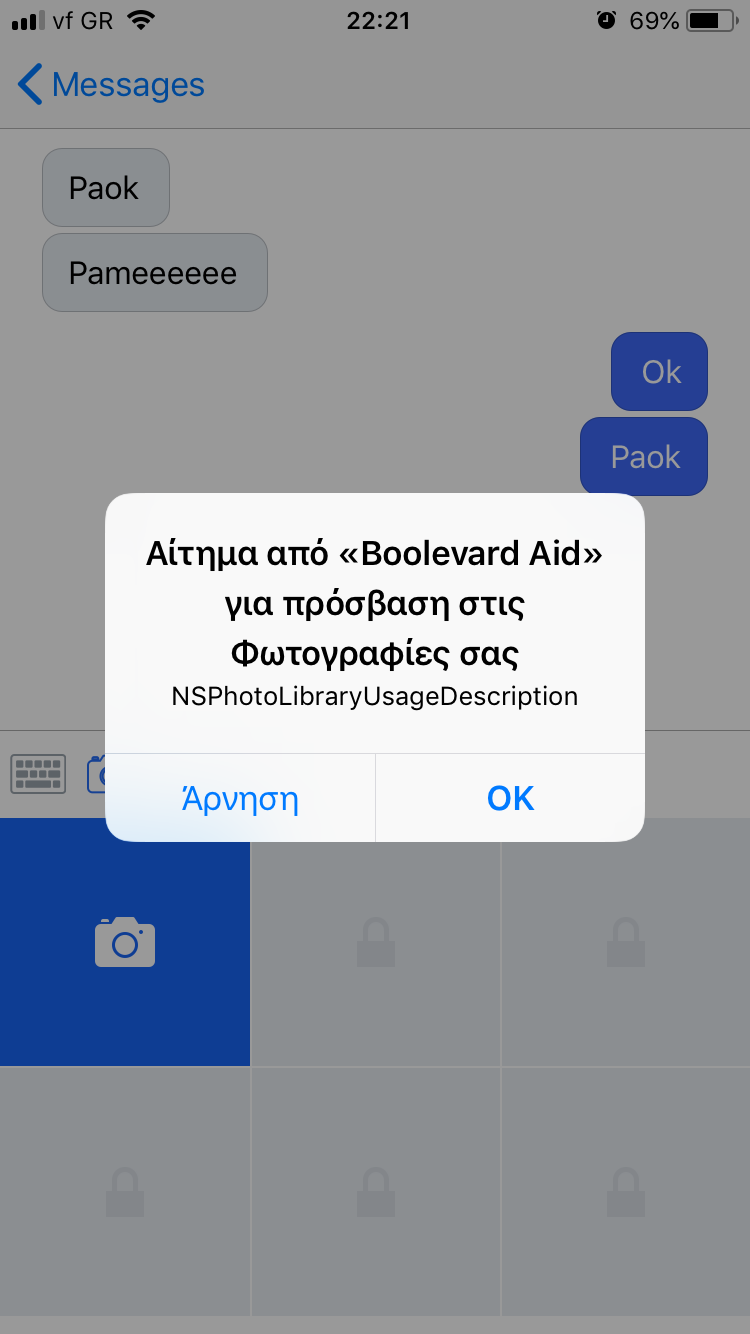 vf GR 22:21 69%
Messages
Paok
Pameeeeee
Ok
Paok
Αίτημα από «Boolevard Aid»
για πρόσβαση στις
Φωτογραφίες σας
NSPhotoLibraryUsageDescription
Άρνηση OK